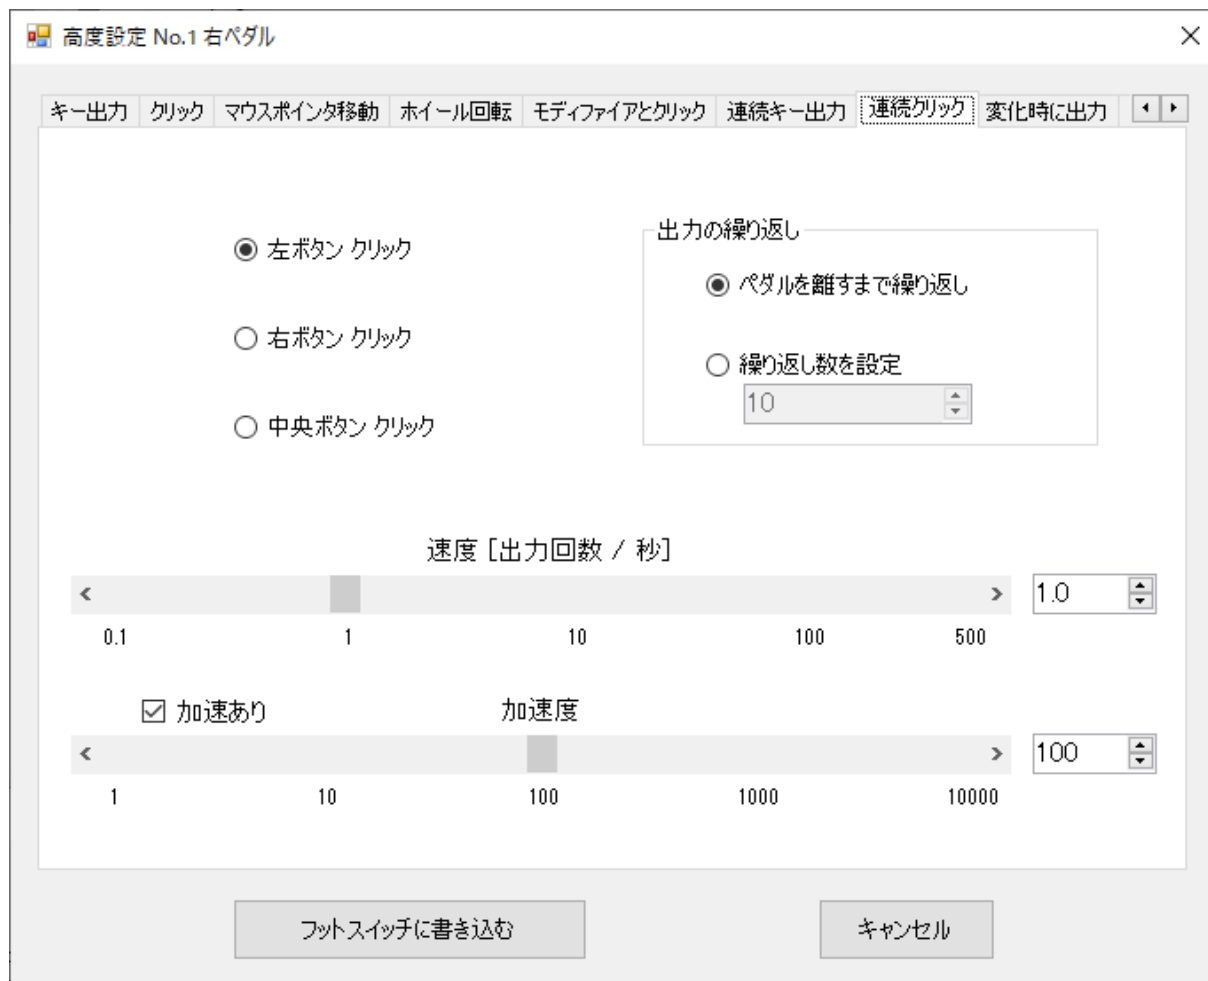 高度設定 No.1 右ペダル
キー出力 クリック マウスポインタ移動 ホイール回転 モディファイアとクリック 連続キー出力 連続クリック 変化時に出力
左ボタン クリック
右ボタン クリック
中央ボタン クリック
出力の繰り返し
ペダルを離すまで繰り返し
繰り返し数を設定
10
速度 [出力回数 / 秒]
1.0
0.1 1 10 100 500
加速あり 加速度
100
1 10 100 1000 10000
フットスイッチに書き込む キャンセル